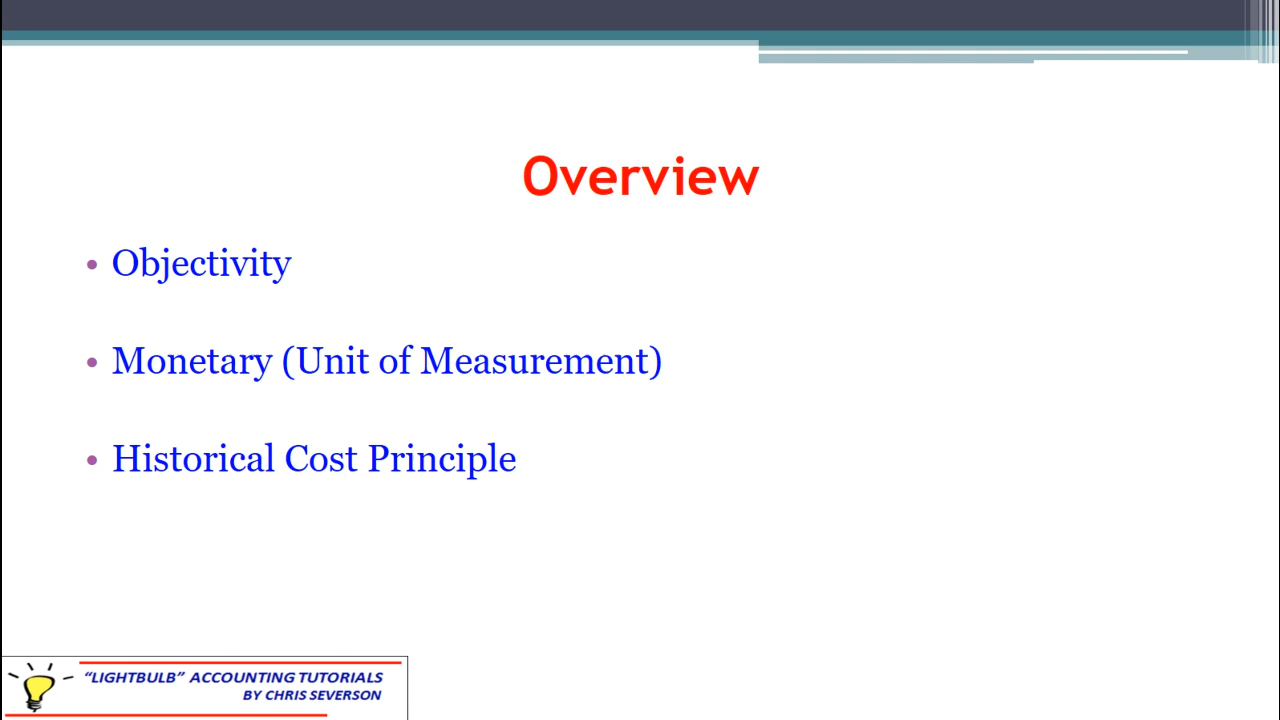 Overview
• Objectivity
• Monetary (Unit of Measurement)
• Historical Cost Principle
“LIGHTBULB” ACCOUNTING TUTORIALS
BY CHRIS SEVERSON